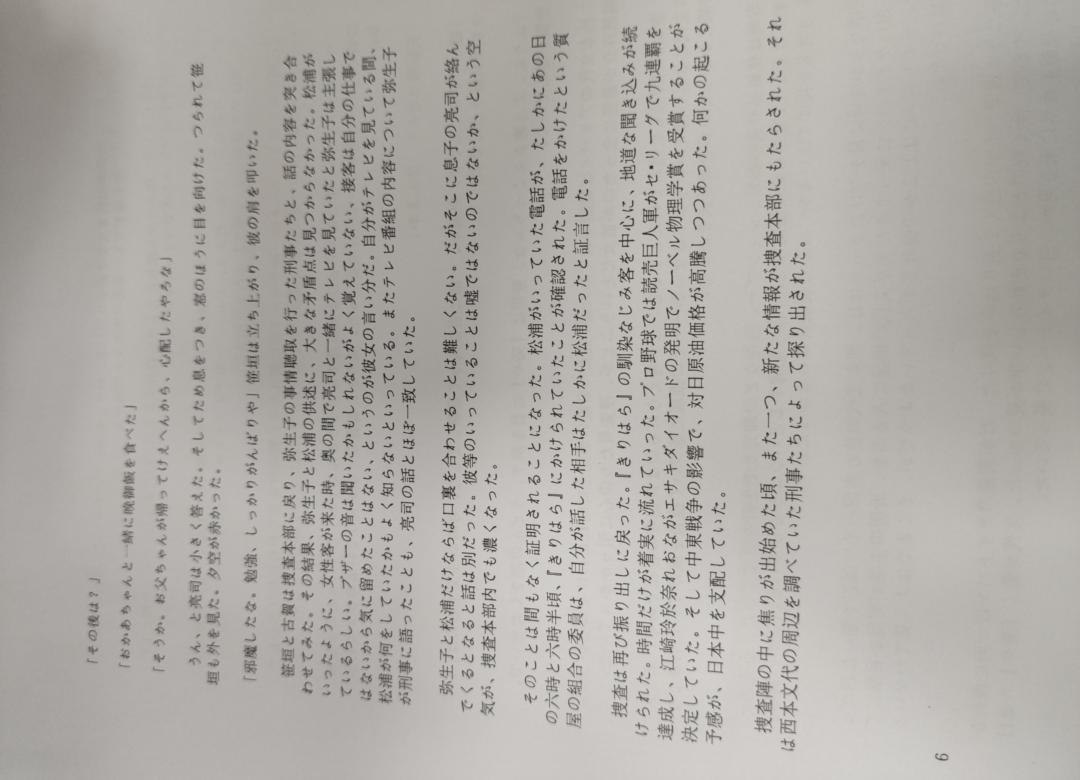 「その後は？」
「おかあちゃんと一緒に晩御飯を食べた」
「そうか。お父ちゃんが帰ってけえへんから、心配したやろな」
うん、と亮司は小さく答えた。そしてため息をつき、窓のほうに目を向けた。つられて笹
垣も外を見た。夕空が赤かった。
「邪魔したな。勉強、しっかりがんばりや」笹垣は立ち上がり、彼の肩を叩いた。
笹垣と古賀は捜査本部に戻り、弥生子の事情聴取を行った刑事たちと、話の内容を突き合
わせてみた。その結果、弥生子と松浦の供述に、大きな矛盾点は見つからなかった。松浦が
いったように、女性客が来た時、奥の間で亮司と一緒にテレビを見ていたと弥生子は主張し
ているらしい。ブザーの音は聞いたかもしれないがよく覚えていない、接客は自分の仕事で
はないから気に留めたことはない、というのが彼女の言い分だ。自分がテレビを見ている間、
松浦が何をしていたかもよく知らないといっている。またテレビ番組の内容について弥生子
が刑事に語ったことも、亮司の話とほぼ一致していた。
弥生子と松浦だけならば口裏を合わせることは難しくない。だがそこに息子の亮司が絡ん
でくるとなると話は別だった。彼等のいっていることは嘘ではないのではないか、という空
気が、捜査本部内でも濃くなった。
そのことは間もなく証明されることになった。松浦がいっていた電話が、たしかにあの日
の六時と六時半頃、『きりはら』にかけられていたことが確認された。電話をかけたという質
屋の組合の委員は、自分が話した相手はたしかに松浦だったと証言した。
捜査は再び振り出しに戻った。『きりはら』の馴染なじみ客を中心に、地道な聞き込みが続
けられた。時間だけが着実に流れていった。プロ野球では読売巨人軍がセ・リーグで九連覇を
達成し、江崎玲於奈れおながエサキダイオードの発明でノーベル物理学賞を受賞することが
決定していた。そして中東戦争の影響で、対日原油価格が高騰しつつあった。何かの起こる
予感が、日本中を支配していた。
捜査陣の中に焦りが出始めた頃、また一つ、新たな情報が捜査本部にもたらされた。それ
は西本文代の周辺を調べていた刑事たちによって探り出された。
6